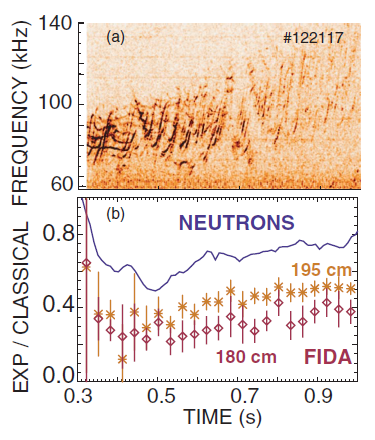 140
(a)
#122117
100
60
FREQUENCY (kHz)
(b)
NEUTRONS
0.8
195 cm
0.4
180 cm
FIDA
0.0
EXP / CLASSICAL
0.3
0.5
0.7
0.9
TIME (s)